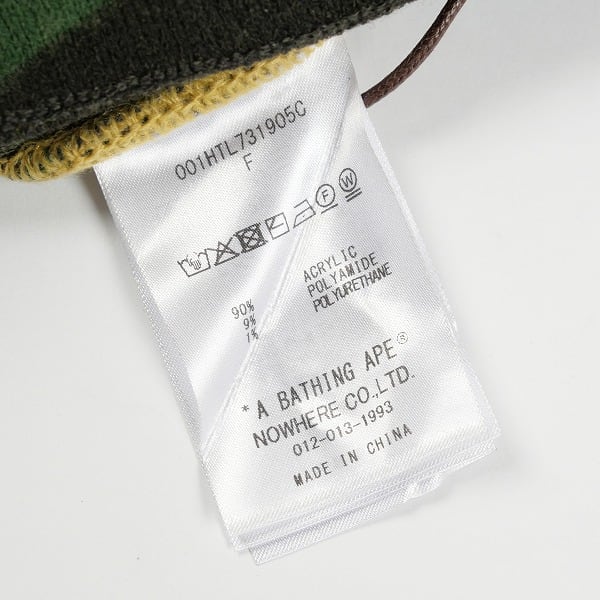 001HTL731905C
F
P
W
90% ACRYLIC
9% POLYAMIDE
1% POLYURETHANE
* A BATHING APE®
NOWHERE CO.,LTD.
012-013-1993
MADE IN CHINA